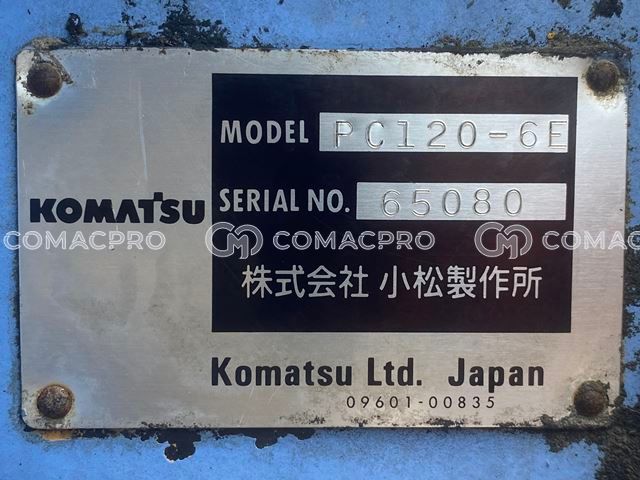 MODEL PC120-6E
KOMATSU SERIAL NO. 65080
COMACPRO COMACPRO COMACPRO
株式会社 小松製作所
Komatsu Ltd. Japan
09601-00835